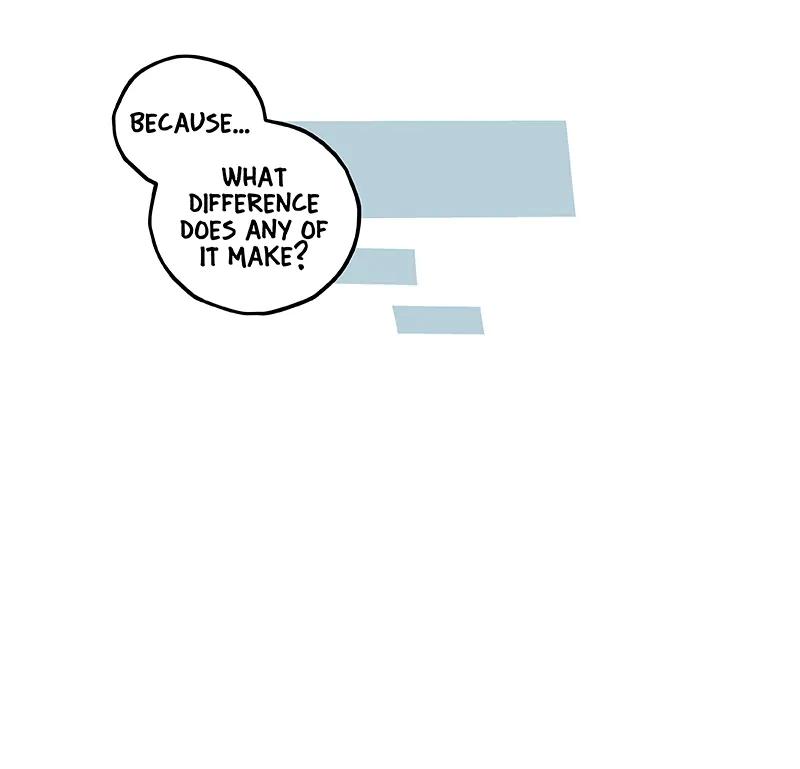 BECAUSE...
WHAT
DIFFERENCE
DOES ANY OF
IT MAKE?